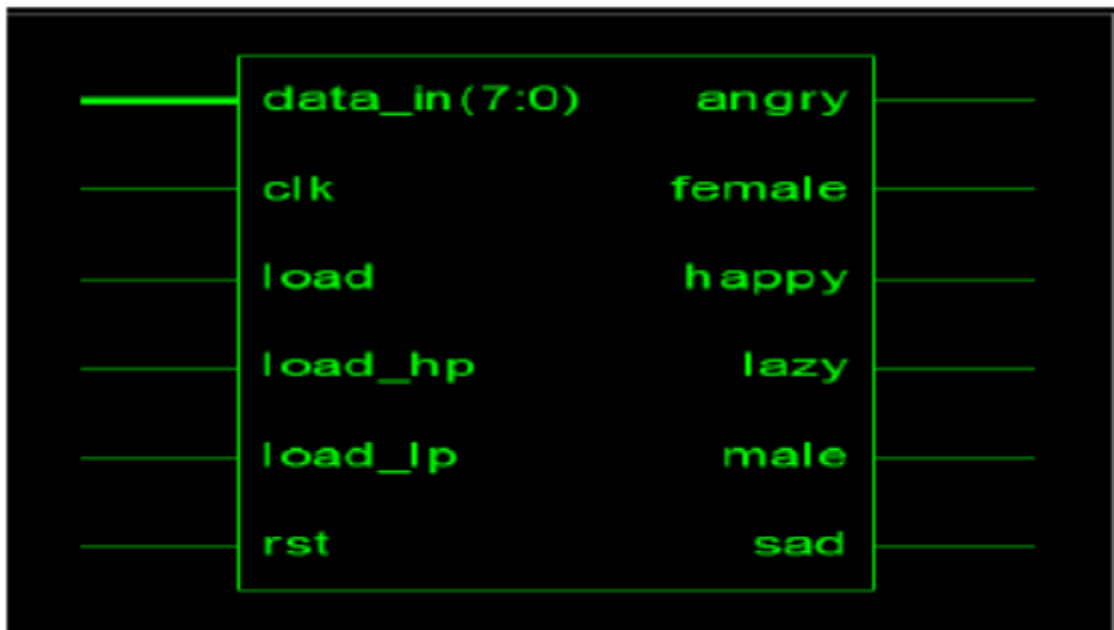 data_in(7:0) angry
clk female
load happy
load_hp lazy
load_lp male
rst sad